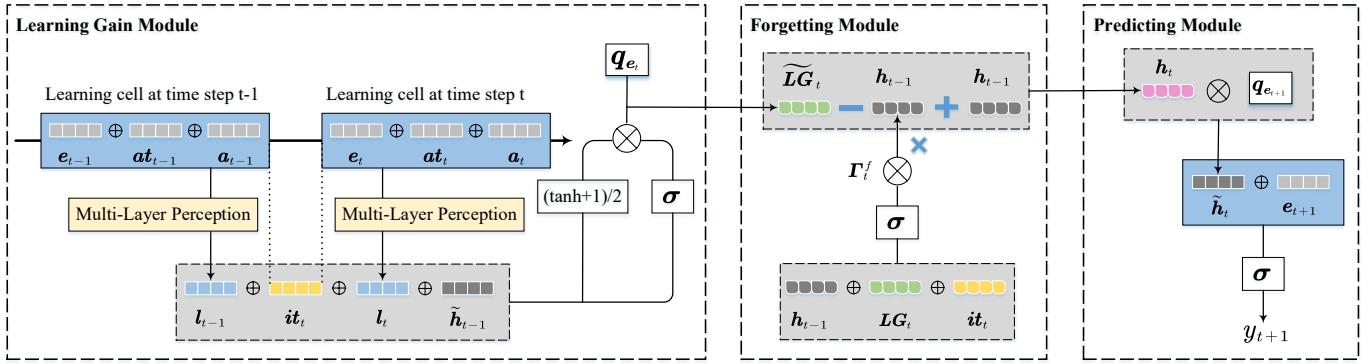 Learning Gain Module
Learning cell at time step t-1
Learning cell at time step t
e_{t-1} ⊕ at_{t-1} ⊕ a_{t-1}
e_t ⊕ at_t ⊕ a_t
Multi-Layer Perception
Multi-Layer Perception
l_{t-1} ⊕ it_t ⊕ l_t ⊕ h̃_{t-1}
q_{e_t}
⊗
(tanh+1)/2
σ
Forgetting Module
\widetilde{LG}_t − h_{t-1} + h_{t-1}
×
Γ_t^f ⊗
σ
h_{t-1} ⊕ LG_t ⊕ it_t
Predicting Module
h_t ⊗ q_{e_{t+1}}
h̃_t ⊕ e_{t+1}
σ
y_{t+1}